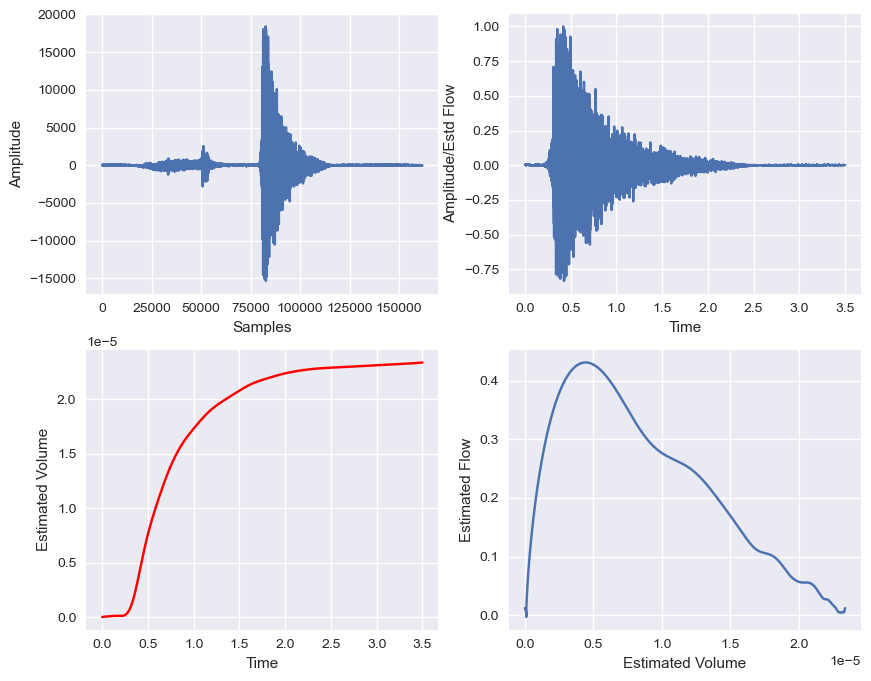 20000
15000
10000
5000
0
−5000
−10000
−15000
Amplitude
0 25000 50000 75000 100000 125000 150000
Samples
1.00
0.75
0.50
0.25
0.00
−0.25
−0.50
−0.75
Amplitude/Estd Flow
0.0 0.5 1.0 1.5 2.0 2.5 3.0 3.5
Time
1e−5
2.0
1.5
1.0
0.5
0.0
Estimated Volume
0.0 0.5 1.0 1.5 2.0 2.5 3.0 3.5
Time
0.4
0.3
0.2
0.1
0.0
Estimated Flow
0.0 0.5 1.0 1.5 2.0
1e−5
Estimated Volume